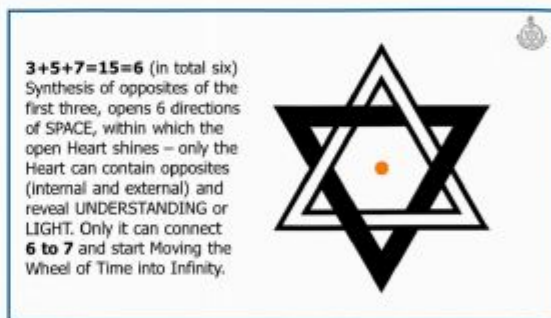 3+5+7=15=6 (in total six)
Synthesis of opposites of the
first three, opens 6 directions
of SPACE, within which the
open Heart shines – only the
Heart can contain opposites
(internal and external) and
reveal UNDERSTANDING or
LIGHT. Only it can connect
6 to 7 and start Moving the
Wheel of Time into Infinity.